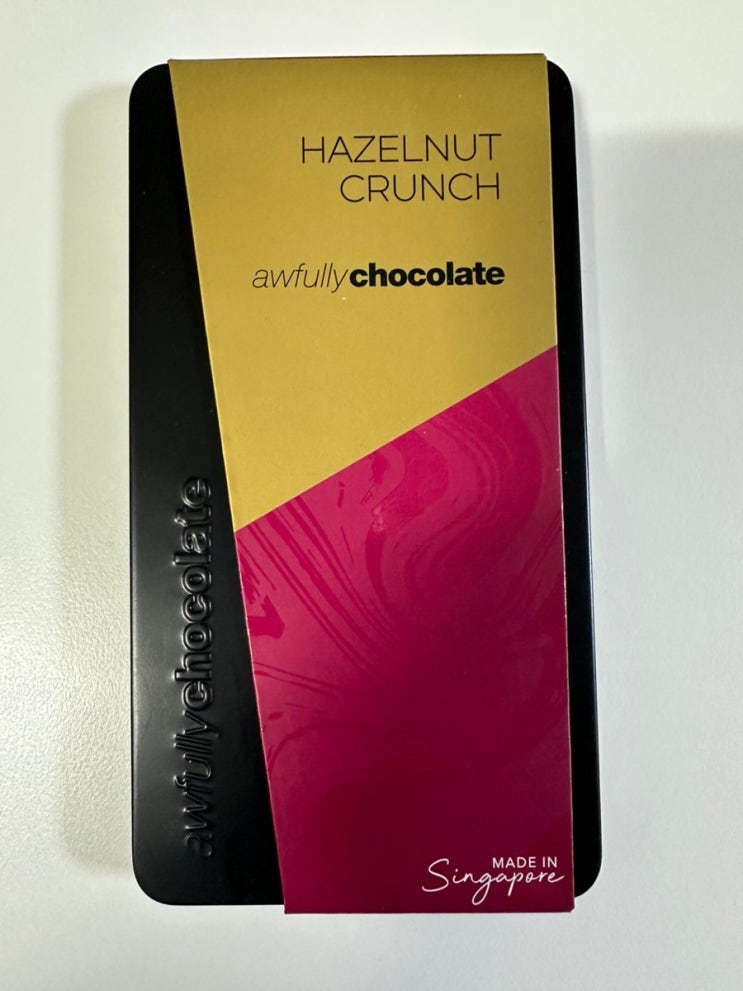 HAZELNUT
CRUNCH
awfullychocolate
awfullychocolate
MADE IN
Singapore